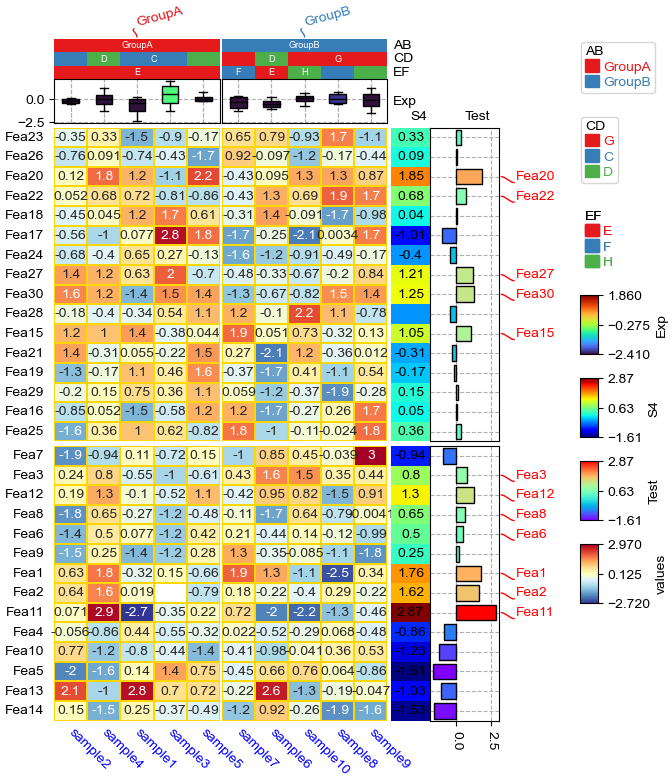 GroupA
GroupB
GroupA GroupB AB
D C D G CD
E F E H EF
0.0
−2.5
Exp
S4 Test
Fea23 -0.35 0.33 -1.5 -0.9 -0.17 0.65 0.79 -0.93 1.7 -1.1 0.33
Fea26 -0.76 0.091 -0.74 -0.43 -1.7 0.92 -0.097 -1.2 -0.17 -0.44 0.09
Fea20 0.12 1.8 1.2 -1.1 2.2 -0.43 0.095 1.3 1.3 0.87 1.85 Fea20
Fea22 0.052 0.68 0.72 -0.81 -0.86 -0.43 1.3 0.69 1.9 1.7 0.68 Fea22
Fea18 -0.45 0.045 1.2 1.7 0.61 -0.31 1.4 -0.091 -1.7 -0.98 0.04
Fea17 -0.56 -1 0.077 2.8 1.8 -1.7 -0.25 -2.1 0.0034 1.7 -1.01
Fea24 -0.68 -0.4 0.65 0.27 -0.13 -1.6 -1.2 -0.91 -0.49 -0.17 -0.4
Fea27 1.4 1.2 0.63 2 -0.7 -0.48 -0.33 -0.67 -0.2 0.84 1.21 Fea27
Fea30 1.6 1.2 -1.4 1.5 1.4 -1.3 -0.67 -0.82 1.5 1.4 1.25 Fea30
Fea28 -0.18 -0.4 -0.34 0.54 1.1 1.2 -0.1 2.2 1.1 -0.78
Fea15 1.2 1 1.4 -0.38 0.044 1.9 0.051 0.73 -0.32 0.13 1.05 Fea15
Fea21 1.4 -0.31 0.055 -0.22 1.5 0.27 -2.1 1.2 -0.36 0.012 -0.31
Fea19 -1.3 -0.17 1.1 0.46 1.6 -0.37 -1.7 0.41 -1.1 0.54 -0.17
Fea29 -0.2 0.15 0.75 0.36 1.1 0.059 -1.2 -0.37 -1.9 -0.28 0.15
Fea16 -0.85 0.052 -1.5 -0.58 1.2 1.2 -1.7 -0.27 0.26 1.7 0.05
Fea25 -1.6 0.36 1 0.62 -0.82 1.8 -1 -0.11 -0.024 1.8 0.36
Fea7 -1.9 -0.94 0.11 -0.72 0.15 -1 0.85 0.45 -0.039 3 -0.94
Fea3 0.24 0.8 -0.55 -1 -0.61 0.43 1.6 1.5 0.35 0.44 0.8 Fea3
Fea12 0.19 1.3 -0.1 -0.52 1.1 -0.42 0.95 0.82 -1.5 0.91 1.3 Fea12
Fea8 -1.8 0.65 -0.27 -1.2 0.48 -0.11 -1.7 0.64 -0.79 -0.0041 0.65 Fea8
Fea6 -1.4 0.5 0.077 -1.2 0.42 0.21 -0.44 0.14 -0.12 -0.99 0.5 Fea6
Fea9 -1.5 0.25 -1.4 -1.2 0.28 1.3 -0.35 -0.085 -1.1 -1.8 0.25
Fea1 0.63 1.8 -0.32 0.15 -0.66 1.9 1.3 -1.1 -2.5 0.34 1.76 Fea1
Fea2 0.64 1.6 0.019 -0.79 0.18 -0.22 -0.4 0.29 -0.22 1.62 Fea2
Fea11 0.071 2.9 -2.7 -0.35 0.22 0.72 -2 -2.2 -1.3 -0.46 2.87 Fea11
Fea4 -0.056 -0.86 0.44 -0.55 -0.32 0.022 -0.52 -0.29 0.068 -0.48 -0.86
Fea10 0.77 -1.2 -0.8 -0.44 -1.4 -0.41 -0.98 -0.041 0.36 0.53 -1.23
Fea5 -2 -1.6 0.14 1.4 0.75 -0.45 0.66 0.76 0.064 -0.86 -1.61
Fea13 2.1 -1 2.8 0.7 0.72 -0.22 2.6 -1.3 -0.19 -0.047 -1.03
Fea14 0.15 -1.5 -0.25 -0.37 -0.49 -1.2 0.92 -0.26 -1.9 -1.6 -1.53
sample2 sample4 sample1 sample3 sample5 sample7 sample6 sample10 sample8 sample9
0.0 2.5
AB
GroupA
GroupB
CD
G
C
D
EF
E
F
H
1.860
-0.275
−2.410
Exp
2.87
0.63
−1.61
S4
2.87
0.63
−1.61
Test
2.970
0.125
−2.720
values